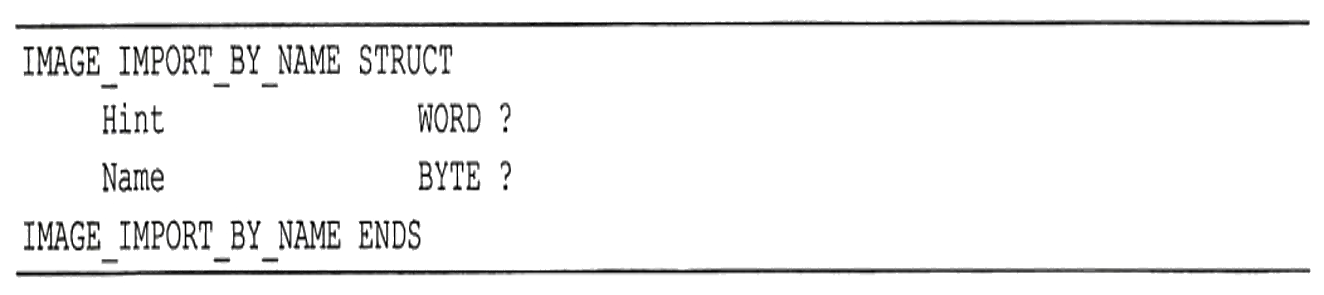 IMAGE_IMPORT_BY_NAME STRUCT
    Hint                WORD ?
    Name                BYTE ?
IMAGE_IMPORT_BY_NAME ENDS